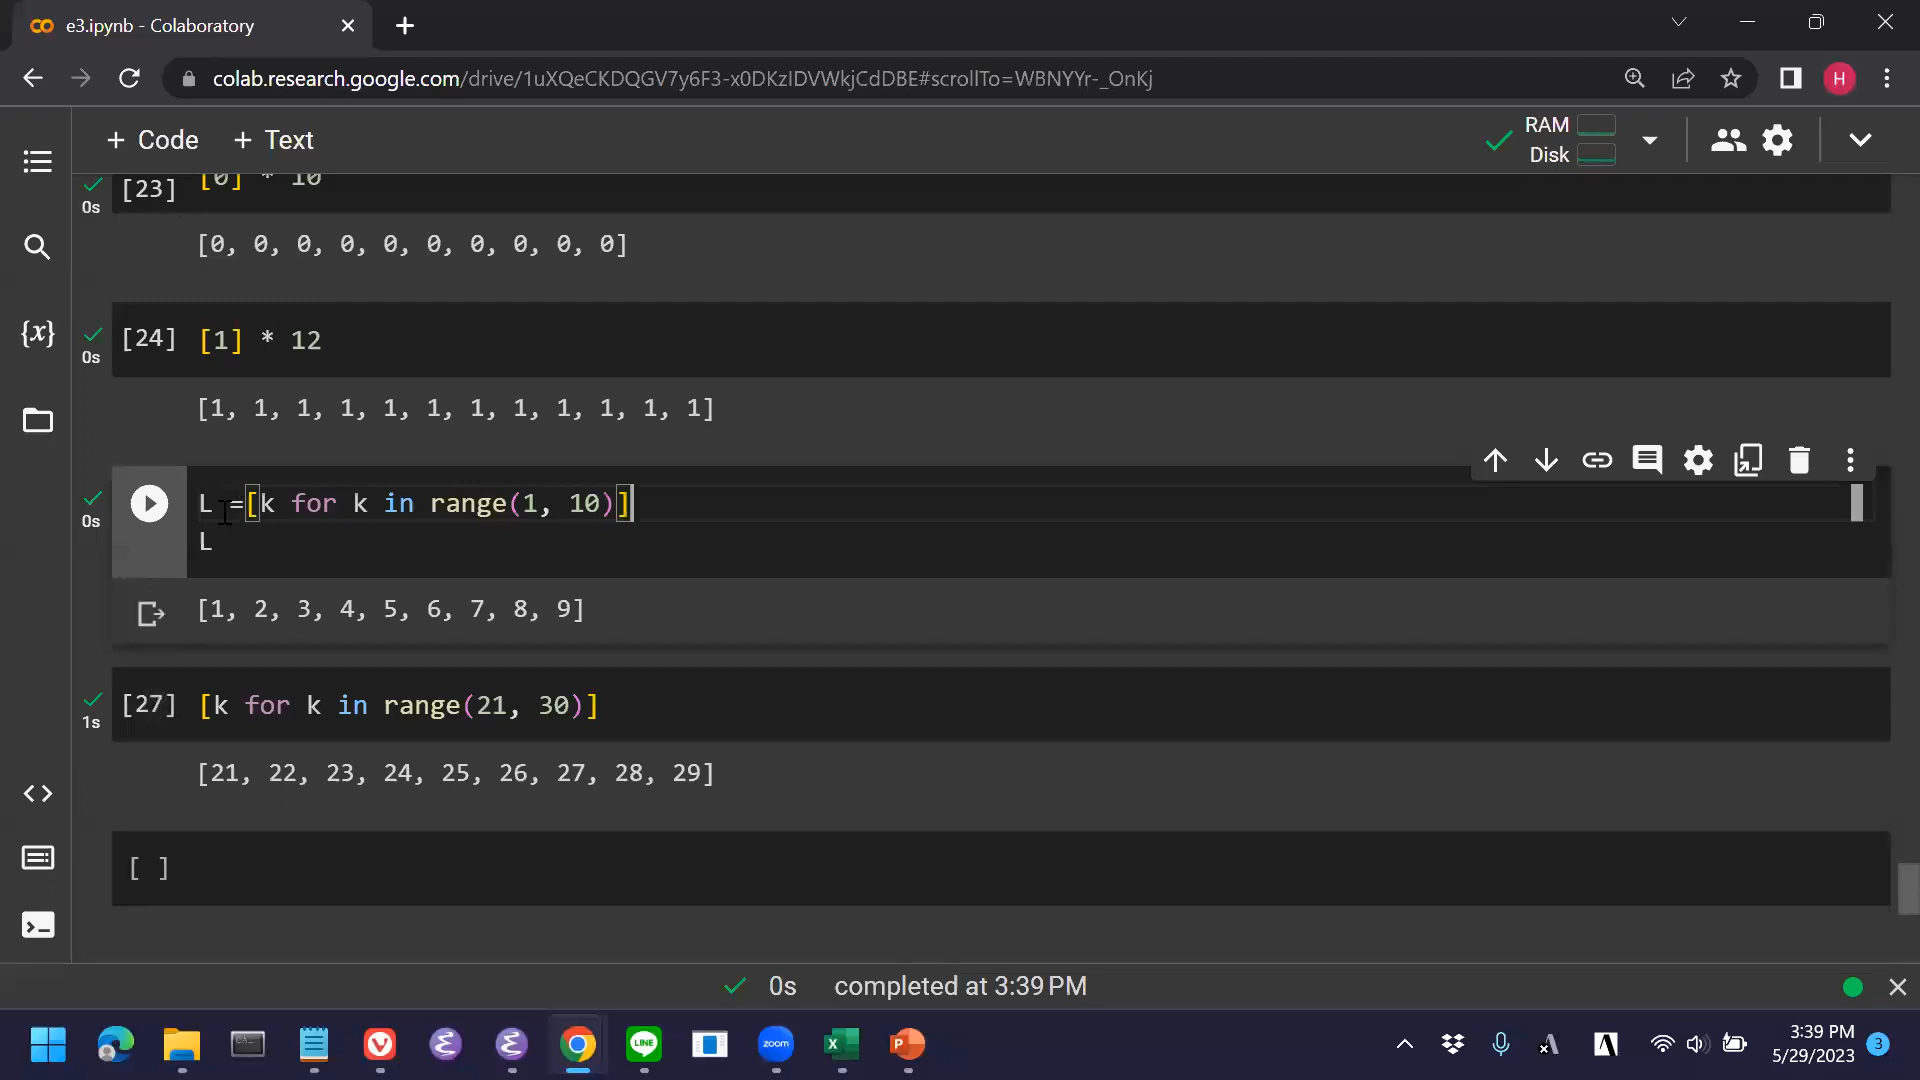 e3.ipynb - Colaboratory
colab.research.google.com/drive/1uXQeCKDQGV7y6F3-x0DKzIDVWkjCdDBE#scrollTo=WBNYYr-_OnKj
H
+ Code + Text
RAM
Disk
[23] [0] * 10
0s
[0, 0, 0, 0, 0, 0, 0, 0, 0, 0]
{x}
[24] [1] * 12
0s
[1, 1, 1, 1, 1, 1, 1, 1, 1, 1, 1, 1]
L =[k for k in range(1, 10)]
0s
L
[1, 2, 3, 4, 5, 6, 7, 8, 9]
[27] [k for k in range(21, 30)]
1s
[21, 22, 23, 24, 25, 26, 27, 28, 29]
[ ]
0s completed at 3:39 PM
LINE
zoom
X
P
A
A
3:39 PM
5/29/2023
3